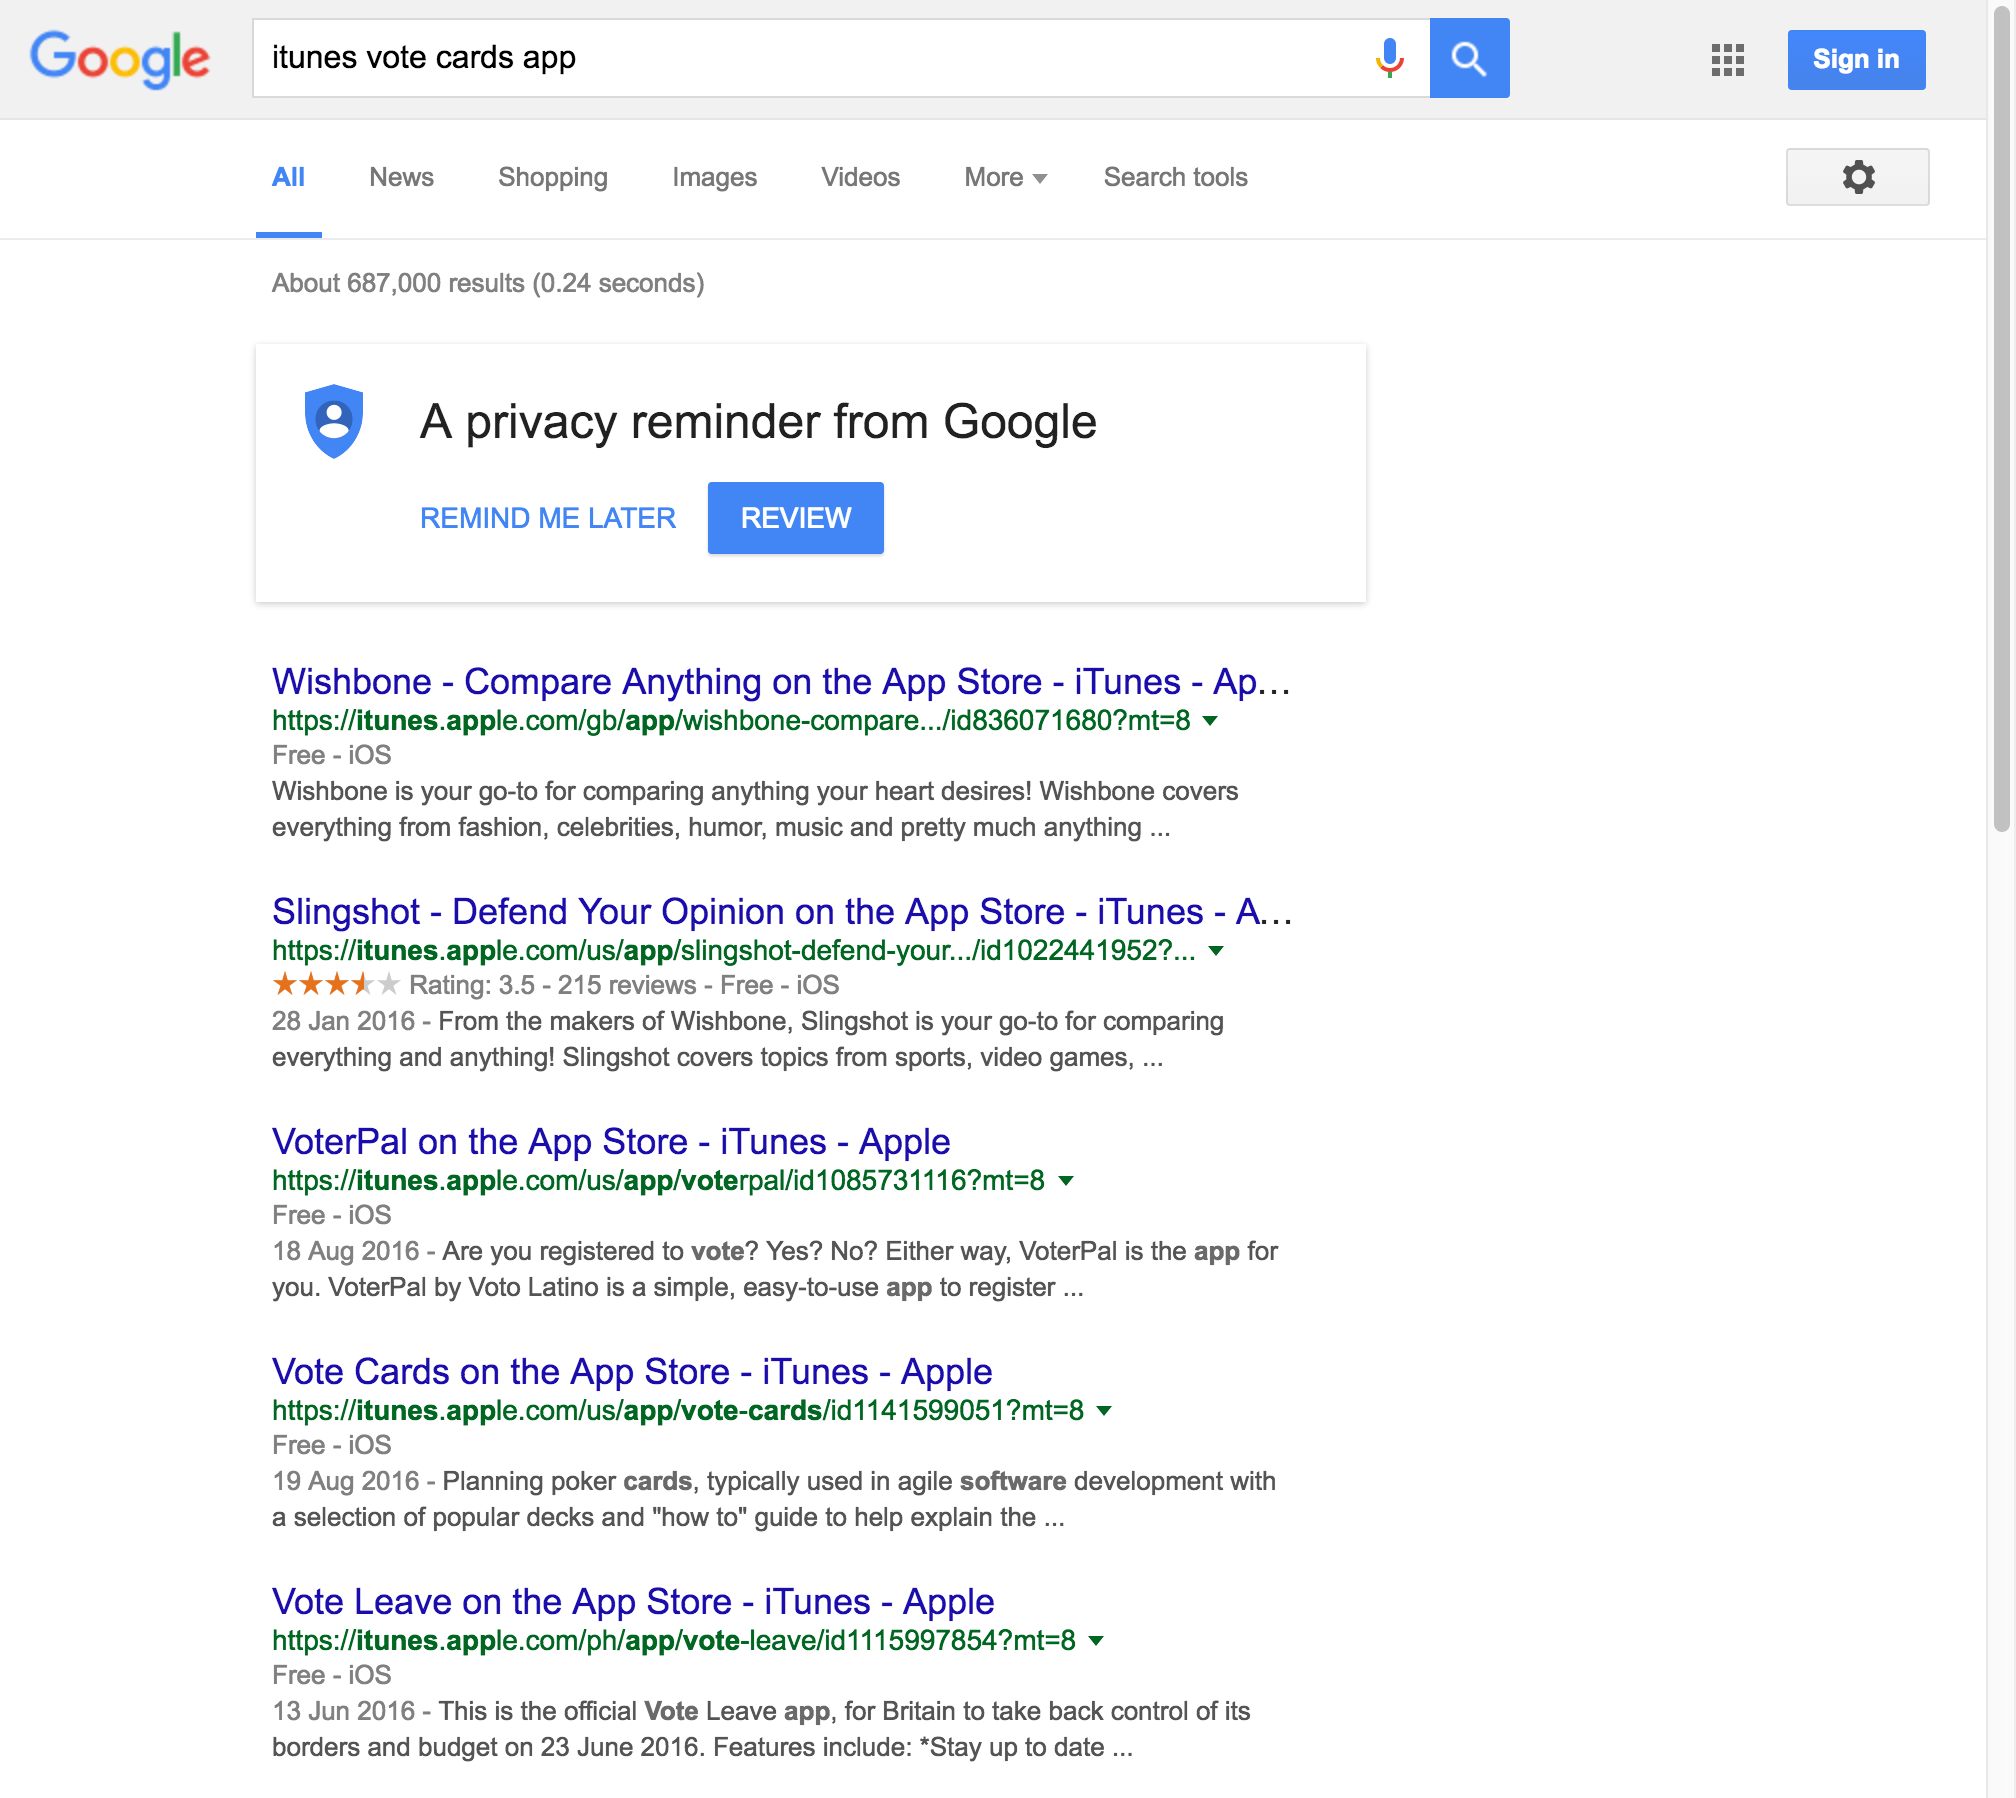 Google
itunes vote cards app
Sign in
All News Shopping Images Videos More Search tools
About 687,000 results (0.24 seconds)
A privacy reminder from Google
REMIND ME LATER REVIEW
Wishbone - Compare Anything on the App Store - iTunes - Ap...
https://itunes.apple.com/gb/app/wishbone-compare.../id836071680?mt=8
Free - iOS
Wishbone is your go-to for comparing anything your heart desires! Wishbone covers
everything from fashion, celebrities, humor, music and pretty much anything ...
Slingshot - Defend Your Opinion on the App Store - iTunes - A...
https://itunes.apple.com/us/app/slingshot-defend-your.../id1022441952?...
Rating: 3.5 - 215 reviews - Free - iOS
28 Jan 2016 - From the makers of Wishbone, Slingshot is your go-to for comparing
everything and anything! Slingshot covers topics from sports, video games, ...
VoterPal on the App Store - iTunes - Apple
https://itunes.apple.com/us/app/voterpal/id1085731116?mt=8
Free - iOS
18 Aug 2016 - Are you registered to vote? Yes? No? Either way, VoterPal is the app for
you. VoterPal by Voto Latino is a simple, easy-to-use app to register ...
Vote Cards on the App Store - iTunes - Apple
https://itunes.apple.com/us/app/vote-cards/id1141599051?mt=8
Free - iOS
19 Aug 2016 - Planning poker cards, typically used in agile software development with
a selection of popular decks and "how to" guide to help explain the ...
Vote Leave on the App Store - iTunes - Apple
https://itunes.apple.com/ph/app/vote-leave/id1115997854?mt=8
Free - iOS
13 Jun 2016 - This is the official Vote Leave app, for Britain to take back control of its
borders and budget on 23 June 2016. Features include: *Stay up to date ...